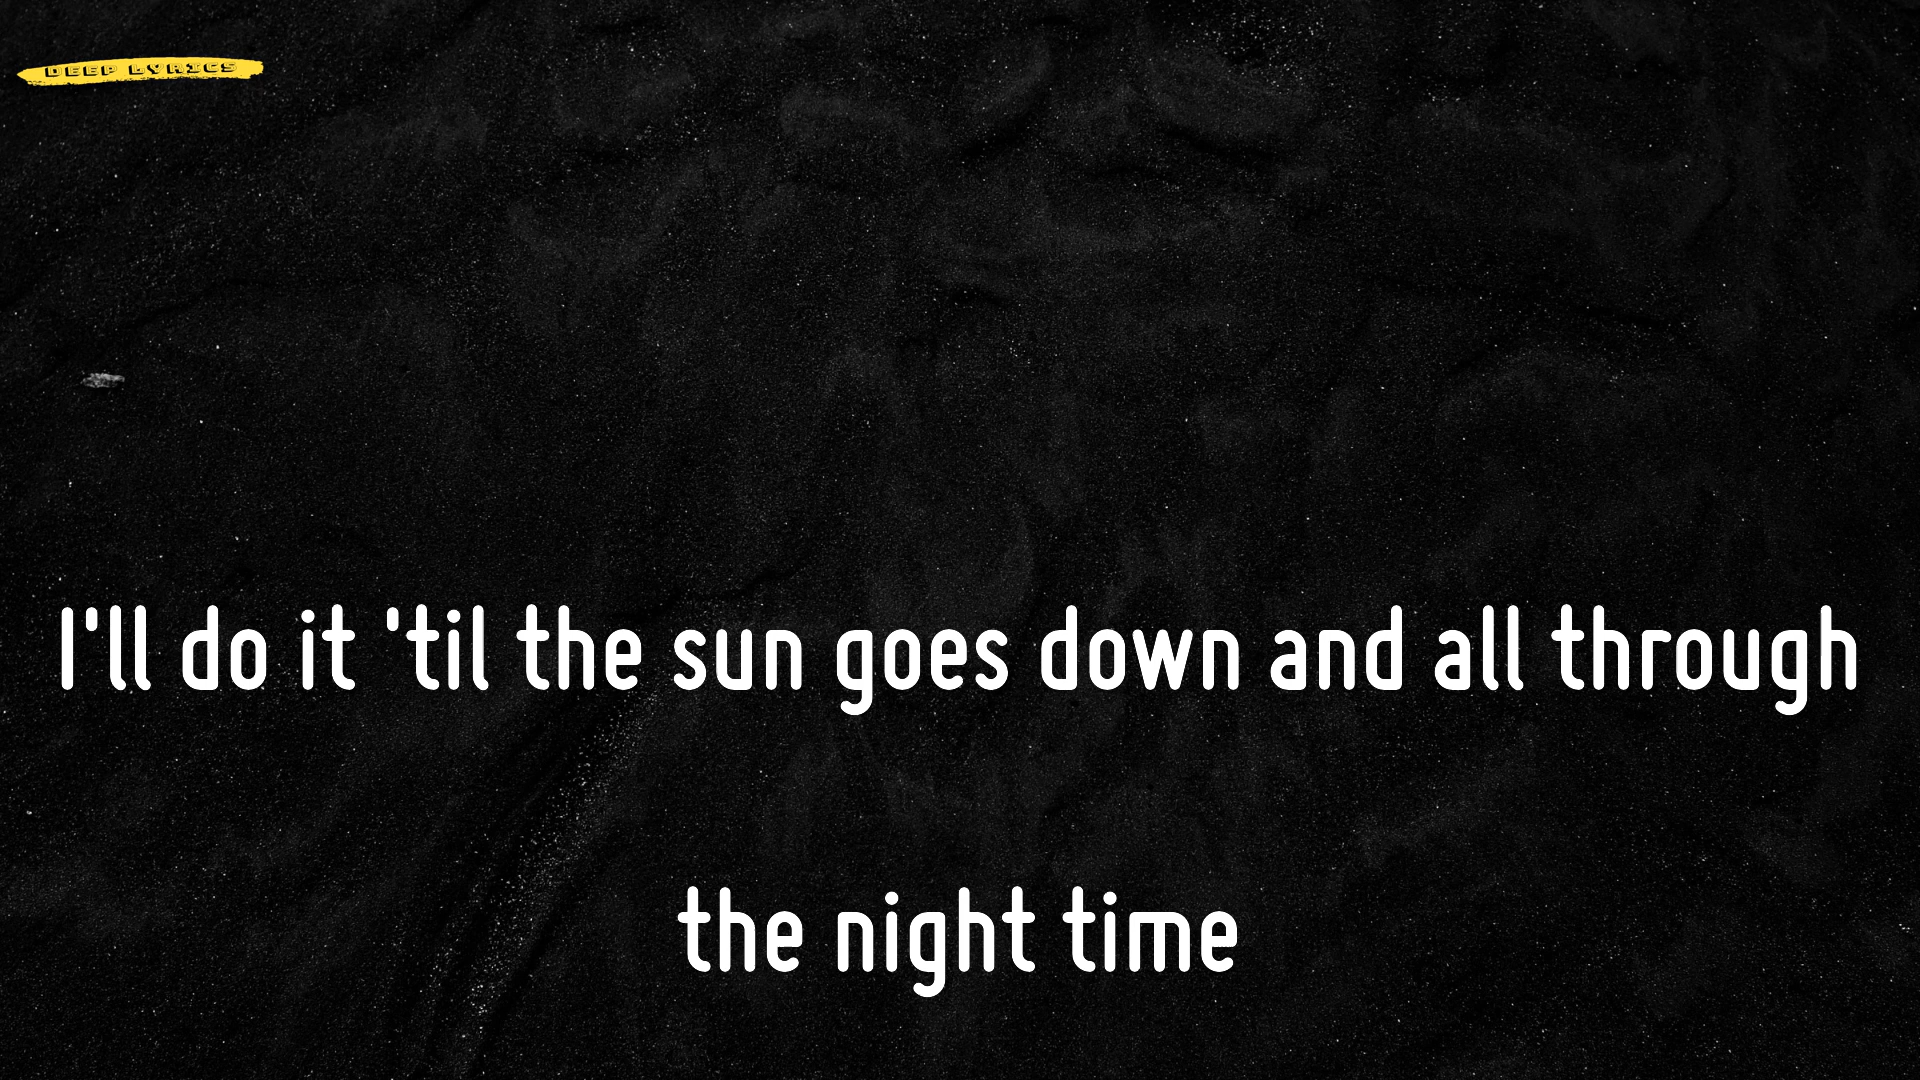 DEEP LYRICS
I'll do it 'til the sun goes down and all through
the night time